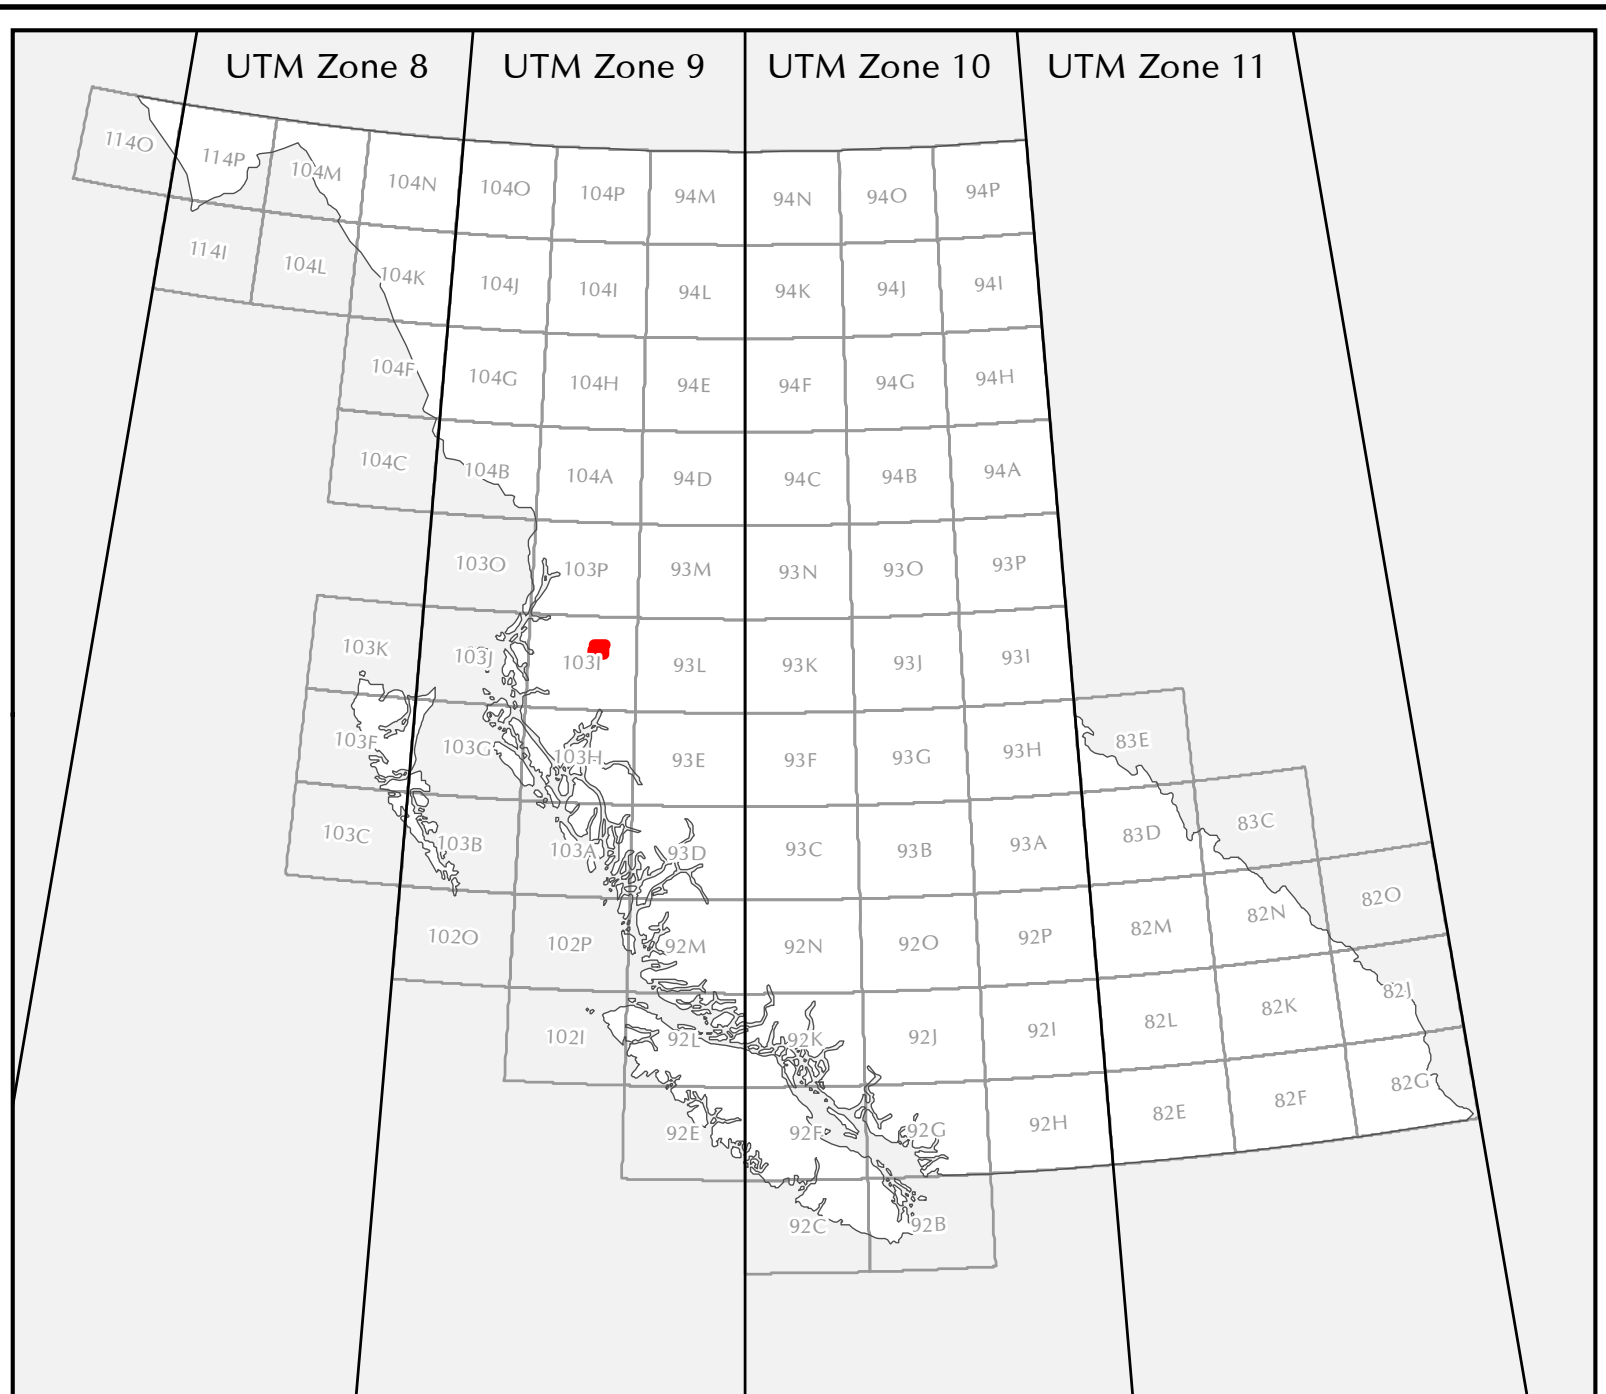 UTM Zone 8 UTM Zone 9 UTM Zone 10 UTM Zone 11
114O 114P 104M 104N 104O 104P 94M 94N 94O 94P
114I 104L 104K 104J 104I 94L 94K 94J 94I
104F 104G 104H 94E 94F 94G 94H
104C 104B 104A 94D 94C 94B 94A
103O 103P 93M 93N 93O 93P
103K 103J 103I 93L 93K 93J 93I
103F 103G 103H 93E 93F 93G 93H 83E
103C 103B 103A 93D 93C 93B 93A 83D 83C
102O 102P 92M 92N 92O 92P 82M 82N 82O
102I 92L 92K 92J 92I 82L 82K 82J
92E 92F 92G 92H 82E 82F 82G
92C 92B